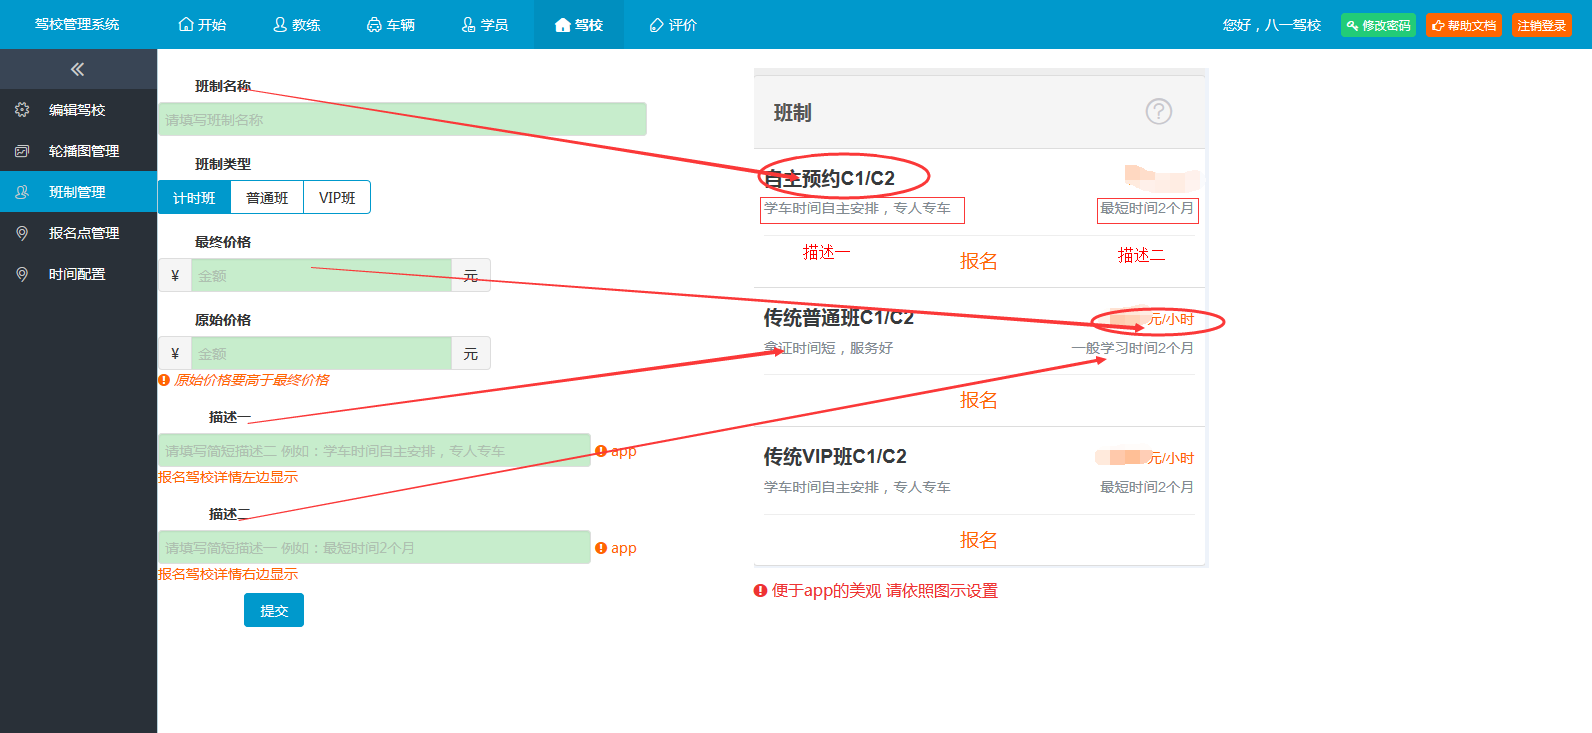 驾校管理系统
开始
教练
车辆
学员
驾校
评价
您好，八一驾校
修改密码
帮助文档
注销登录
编辑驾校
轮播图管理
班制管理
报名点管理
时间配置
班制名称
请填写班制名称
班制类型
计时班
普通班
VIP班
最终价格
¥
金额
元
原始价格
¥
金额
元
原始价格要高于最终价格
描述一
请填写简短描述二 例如：学车时间自主安排，专人专车
app
报名驾校详情左边显示
描述二
请填写简短描述一 例如：最短时间2个月
app
报名驾校详情右边显示
提交
班制
?
自主预约C1/C2
学车时间自主安排，专人专车
最短时间2个月
描述一
报名
描述二
传统普通班C1/C2
元/小时
拿证时间短，服务好
一般学习时间2个月
报名
传统VIP班C1/C2
元/小时
学车时间自主安排，专人专车
最短时间2个月
报名
便于app的美观 请依照图示设置